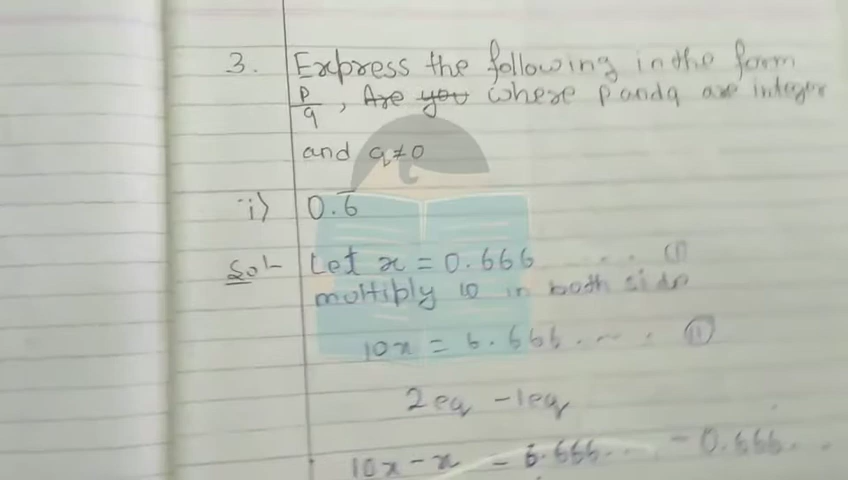 3. Express the following in the form
p/q, Are you where p and q are integer
and q≠0
i) 0.6̅
Sol- Let x = 0.666 . . (I)
multiply 10 in both side
10x = 6.666.... . (II)
2eq - 1eq
10x - x = 6.666... - 0.666...